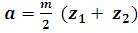 a = m/2 (z₁ + z₂)